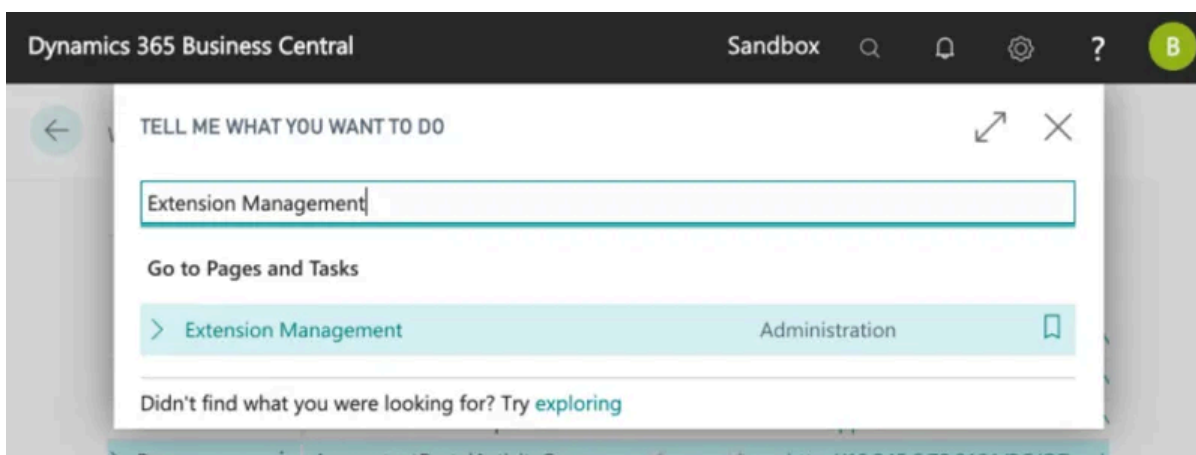 Dynamics 365 Business Central Sandbox ? B
TELL ME WHAT YOU WANT TO DO
Extension Management
Go to Pages and Tasks
Extension Management Administration
Didn't find what you were looking for? Try exploring